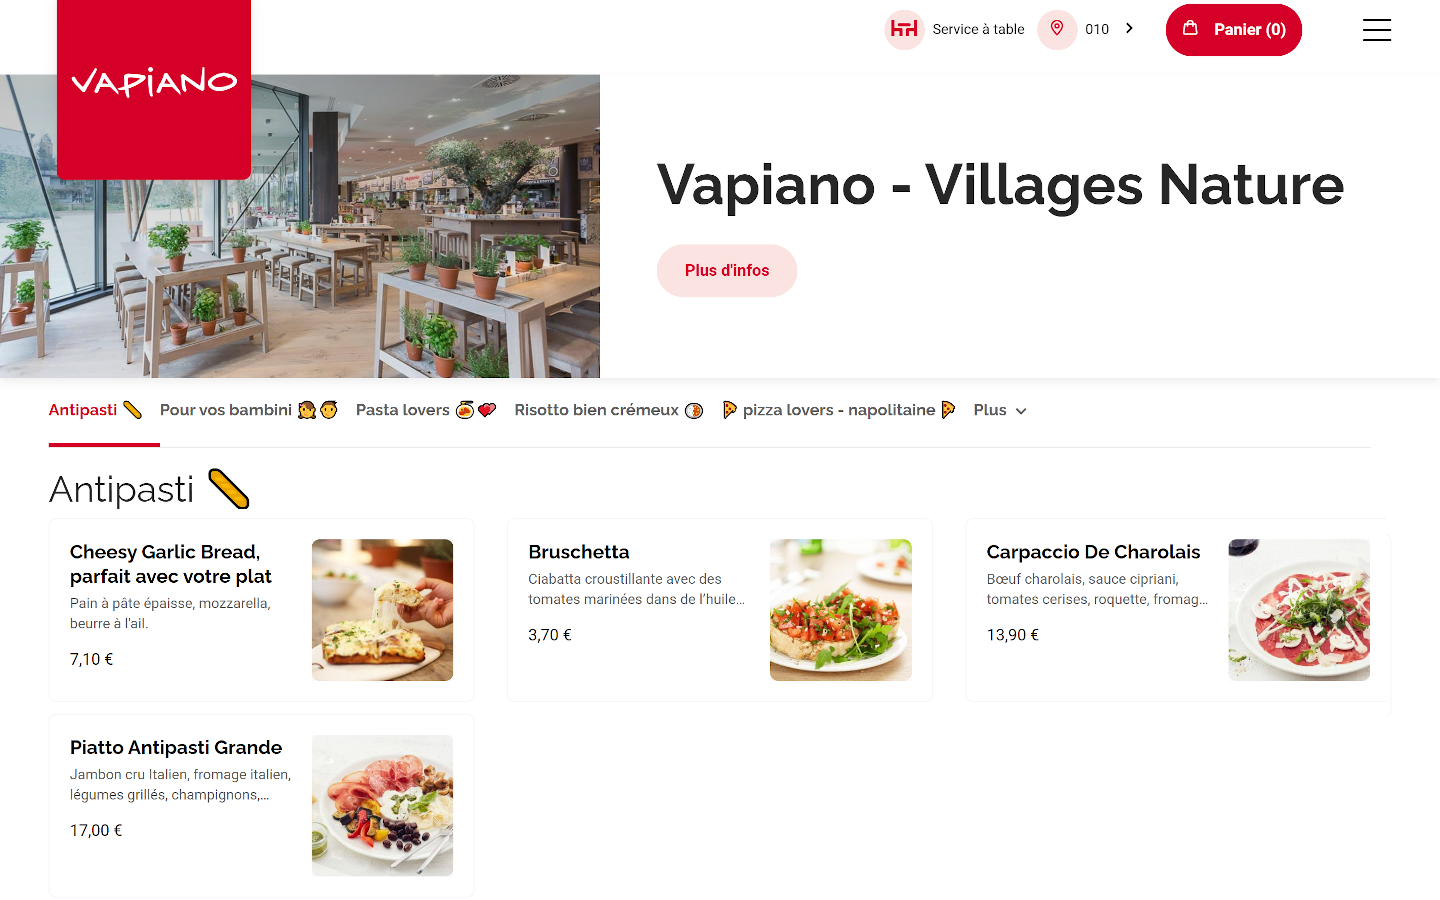 VAPIANO
Service à table
010
Panier (0)
Vapiano - Villages Nature
Plus d'infos
Antipasti 🥖 Pour vos bambini 👧👦 Pasta lovers 🍝❤️ Risotto bien crémeux 🍚 🍕 pizza lovers - napolitaine 🍕 Plus
Antipasti 🥖
Cheesy Garlic Bread,
parfait avec votre plat
Pain à pâte épaisse, mozzarella,
beurre à l'ail.
7,10 €
Bruschetta
Ciabatta croustillante avec des
tomates marinées dans de l’huile...
3,70 €
Carpaccio De Charolais
Bœuf charolais, sauce cipriani,
tomates cerises, roquette, fromag...
13,90 €
Piatto Antipasti Grande
Jambon cru Italien, fromage italien,
légumes grillés, champignons,...
17,00 €